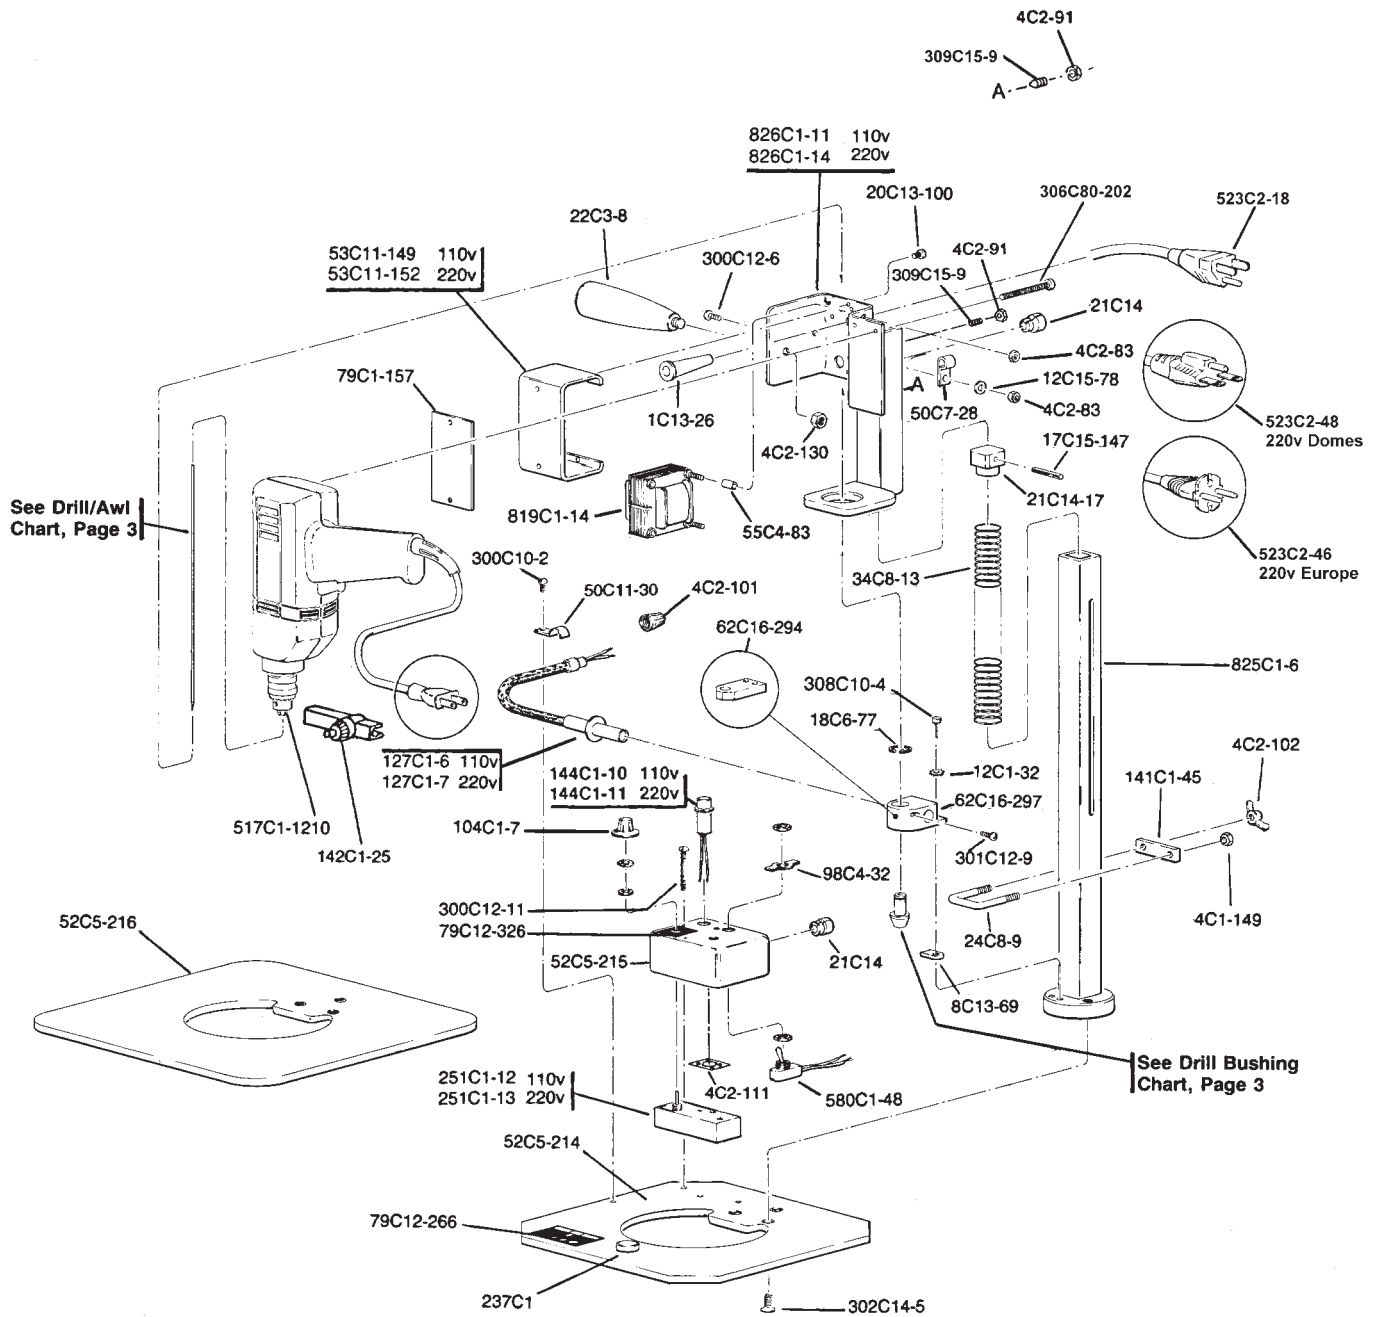 4C2-91
309C15-9
A
826C1-11 110v
826C1-14 220v
20C13-100
306C80-202
523C2-18
22C3-8
53C11-149 110v
53C11-152 220v
300C12-6
4C2-91
309C15-9
21C14
4C2-83
79C1-157
12C15-78
A
4C2-83
1C13-26
50C7-28
523C2-48
220v Domes
4C2-130
17C15-147
21C14-17
See Drill/Awl
Chart, Page 3
819C1-14
55C4-83
523C2-46
220v Europe
300C10-2
34C8-13
50C11-30
4C2-101
62C16-294
825C1-6
308C10-4
18C6-77
4C2-102
127C1-6 110v
127C1-7 220v
144C1-10 110v
144C1-11 220v
12C1-32
141C1-45
62C16-297
517C1-1210
104C1-7
142C1-25
301C12-9
98C4-32
300C12-11
4C1-149
52C5-216
79C12-326
24C8-9
52C5-215
21C14
8C13-69
See Drill Bushing
Chart, Page 3
251C1-12 110v
251C1-13 220v
4C2-111
580C1-48
52C5-214
79C12-266
237C1
302C14-5